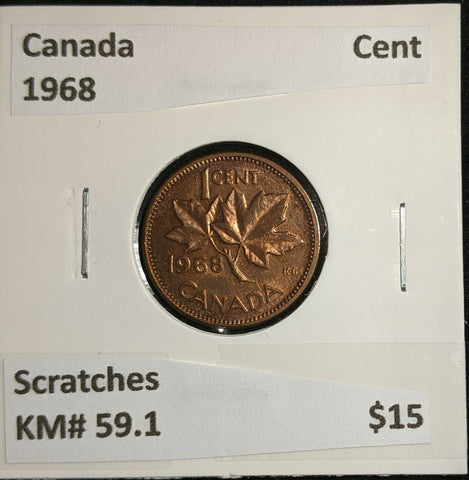 Canada Cent
1968
1 CENT
1968 KG
CANADA
Scratches
KM# 59.1 $15